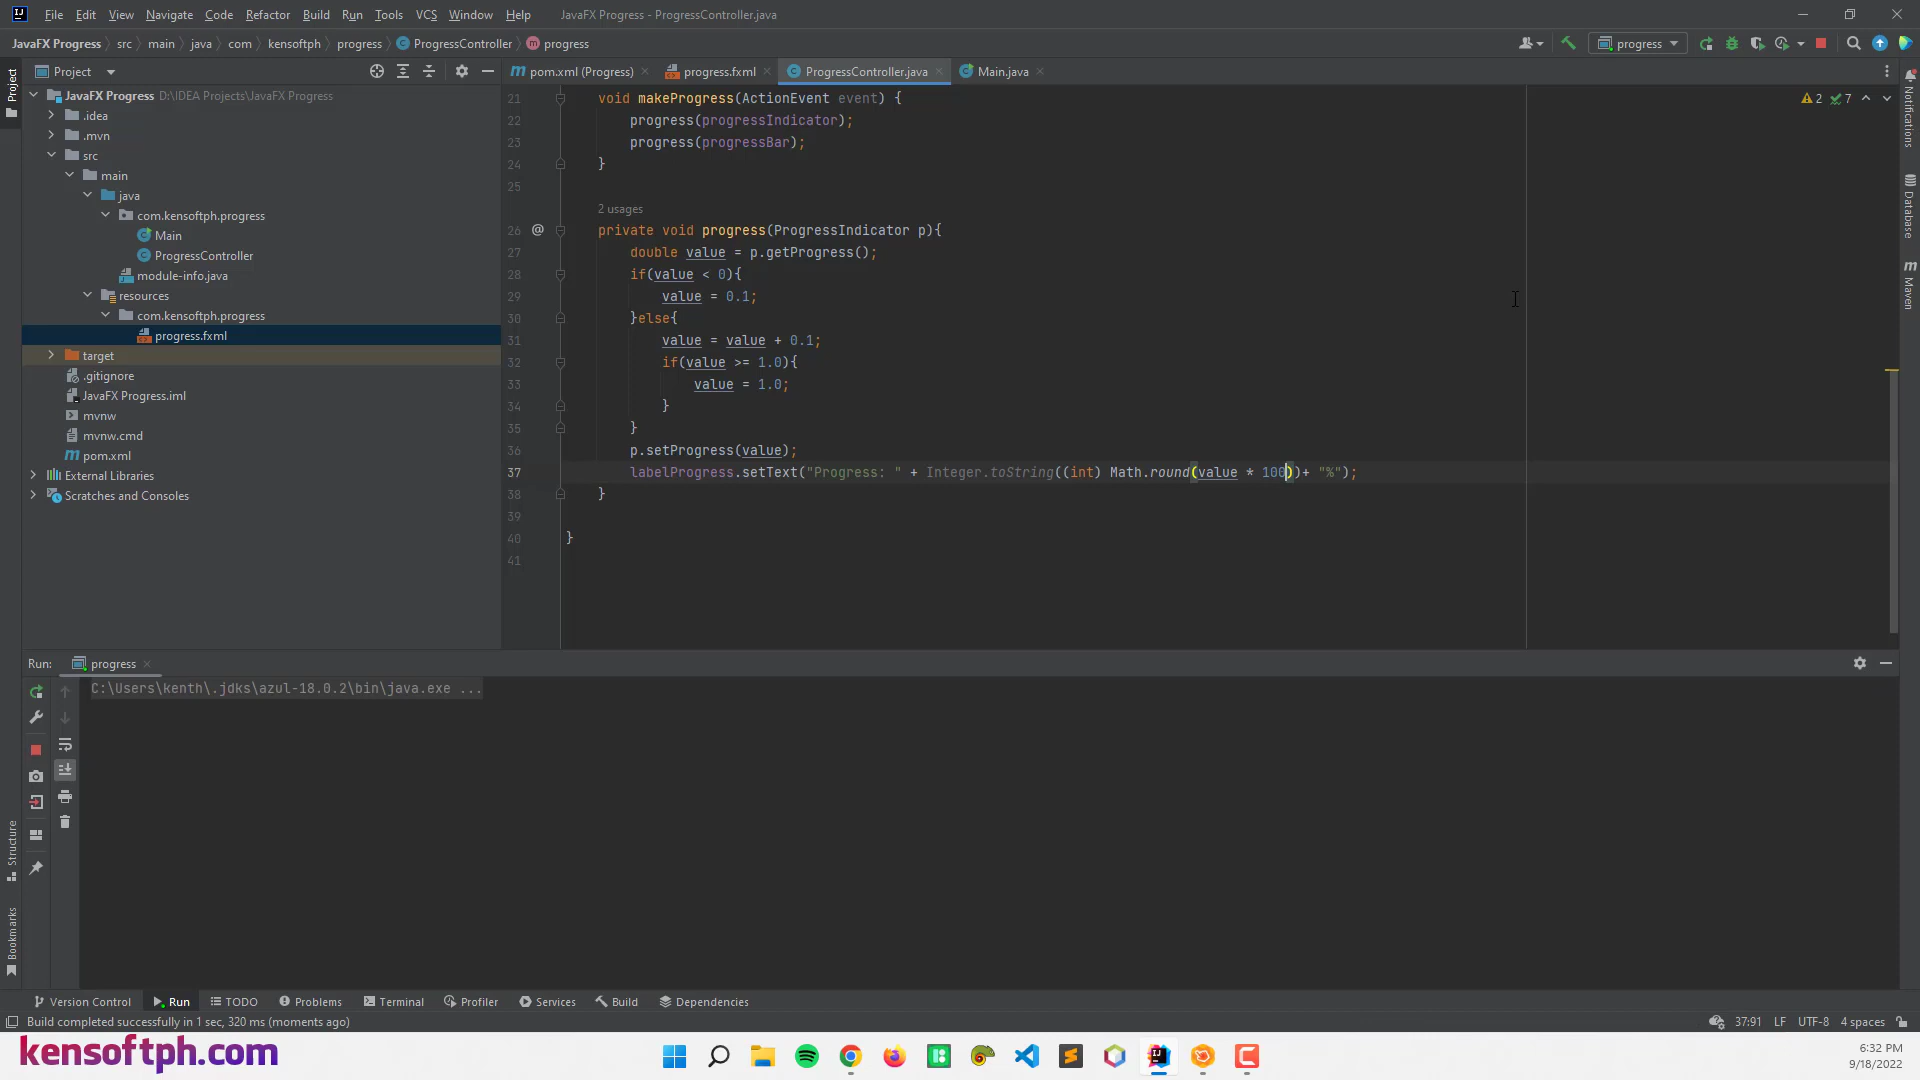 File Edit View Navigate Code Refactor Build Run Tools VCS Window Help JavaFX Progress - ProgressController.java
JavaFX Progress src main java com kensoftph progress ProgressController progress progress
Project pom.xml (Progress) progress.fxml ProgressController.java Main.java
Project
JavaFX Progress D:\IDEA Projects\JavaFX Progress
.idea
.mvn
src
main
java
com.kensoftph.progress
Main
ProgressController
module-info.java
resources
com.kensoftph.progress
progress.fxml
target
.gitignore
JavaFX Progress.iml
mvnw
mvnw.cmd
pom.xml
External Libraries
Scratches and Consoles
2 7
21 void makeProgress(ActionEvent event) {
22 progress(progressIndicator);
23 progress(progressBar);
24 }
25
2 usages
26 @ private void progress(ProgressIndicator p){
27 double value = p.getProgress();
28 if(value < 0){
29 value = 0.1;
30 }else{
31 value = value + 0.1;
32 if(value >= 1.0){
33 value = 1.0;
34 }
35 }
36 p.setProgress(value);
37 labelProgress.setText("Progress: " + Integer.toString((int) Math.round(value * 100))+ "%");
38 }
39
40 }
41
Notifications
Database
Maven
Structure
Bookmarks
Run: progress
C:\Users\kenth\.jdks\azul-18.0.2\bin\java.exe ...
Version Control Run TODO Problems Terminal Profiler Services Build Dependencies
Build completed successfully in 1 sec, 320 ms (moments ago) 37:91 LF UTF-8 4 spaces
kensoftph.com
6:32 PM
9/18/2022